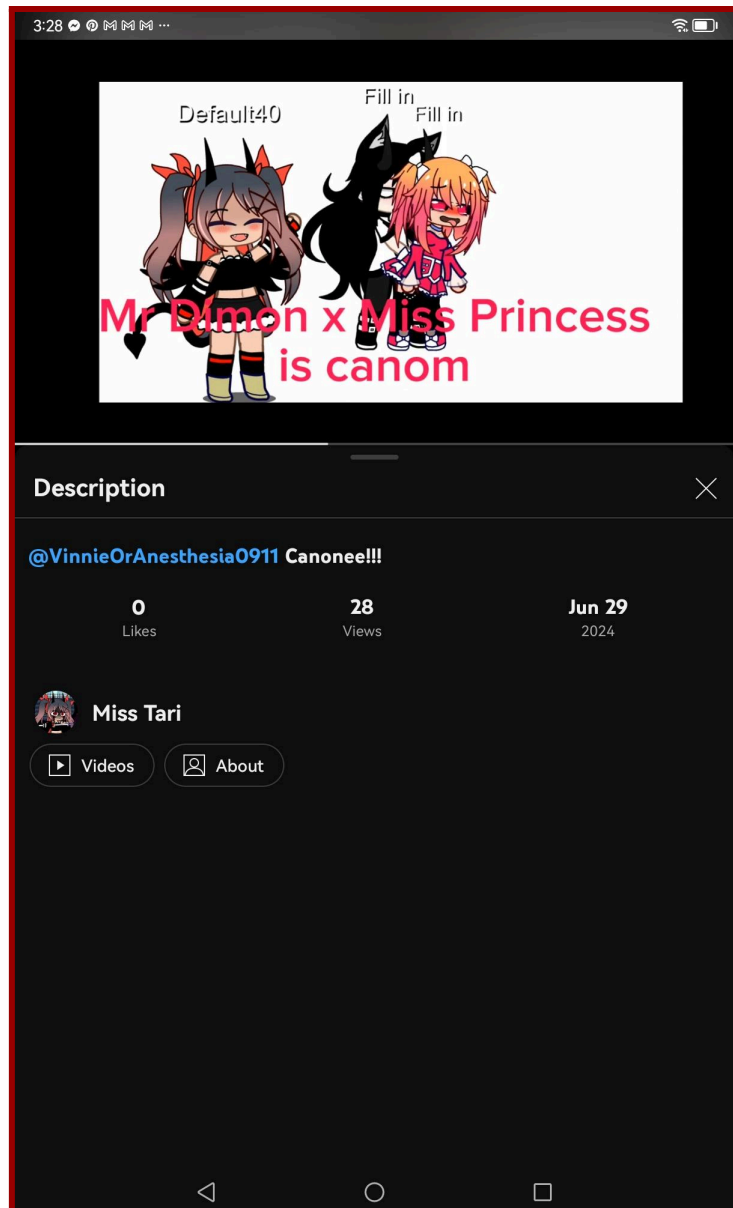 3:28
Default40
Fill in
Fill in
Mr Dimon x Miss Princess
is canom
Description
@VinnieOrAnesthesia0911 Canonee!!!
0 28 Jun 29
Likes Views 2024
Miss Tari
Videos About